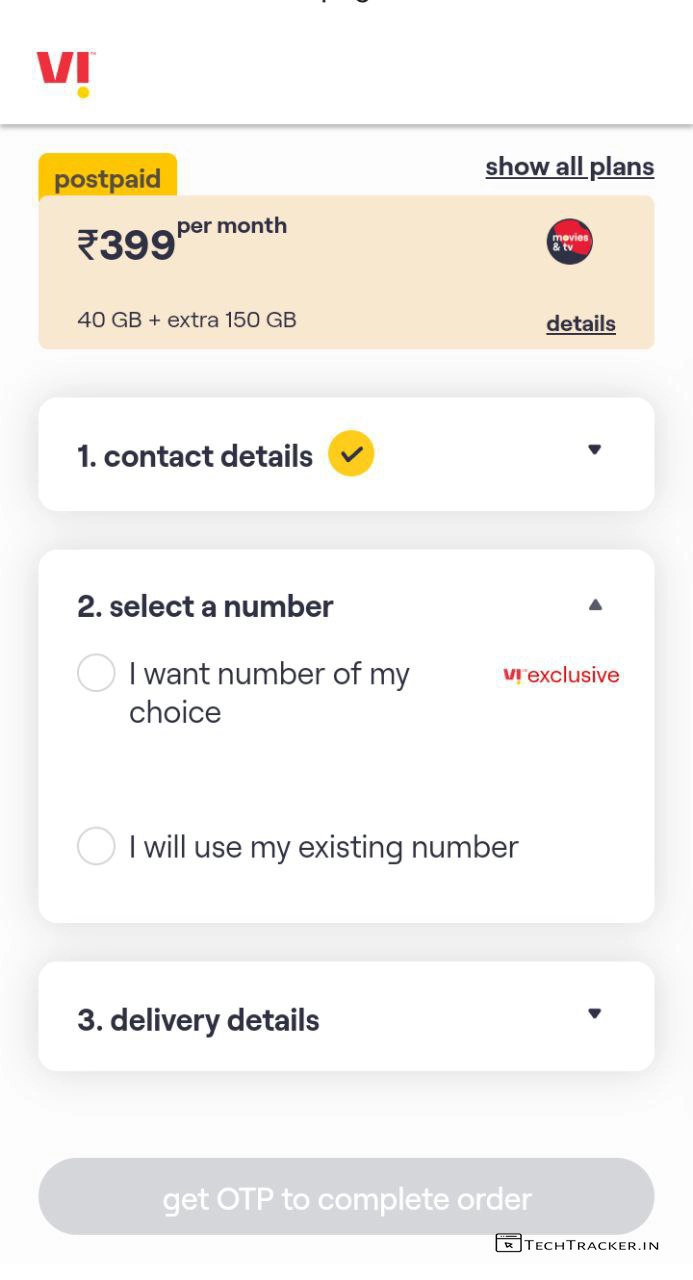 VI
postpaid
show all plans
₹399 per month
movies
& tv
40 GB + extra 150 GB
details
1. contact details
2. select a number
I want number of my
choice
VI exclusive
I will use my existing number
3. delivery details
get OTP to complete order
TECHTRACKER.IN